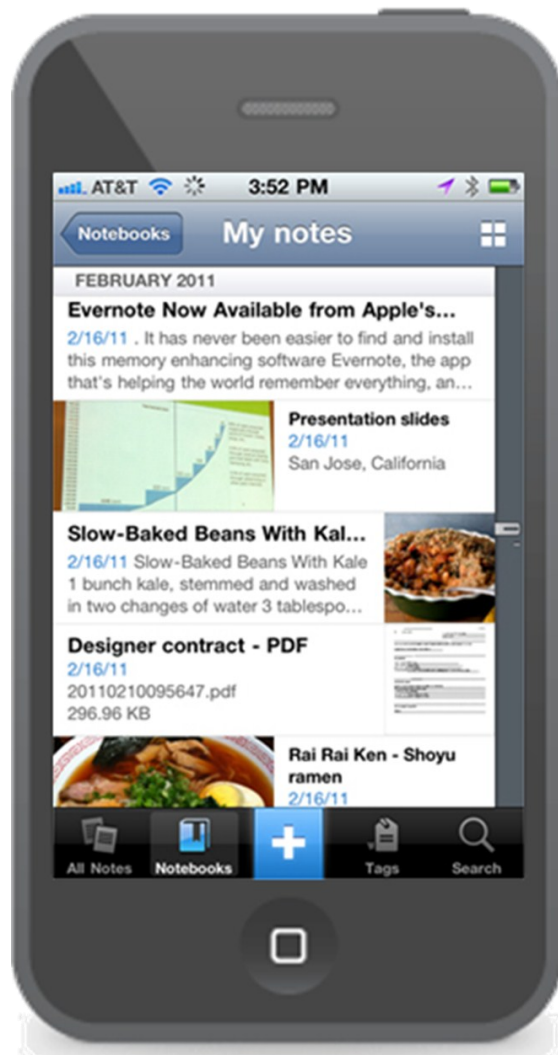 AT&T 3:52 PM
Notebooks My notes
FEBRUARY 2011
Evernote Now Available from Apple's...
2/16/11 . It has never been easier to find and install
this memory enhancing software Evernote, the app
that's helping the world remember everything, an...
Presentation slides
2/16/11
San Jose, California
Slow-Baked Beans With Kal...
2/16/11 Slow-Baked Beans With Kale
1 bunch kale, stemmed and washed
in two changes of water 3 tablespo...
Designer contract - PDF
2/16/11
20110210095647.pdf
296.96 KB
Rai Rai Ken - Shoyu
ramen
2/16/11
All Notes Notebooks Tags Search